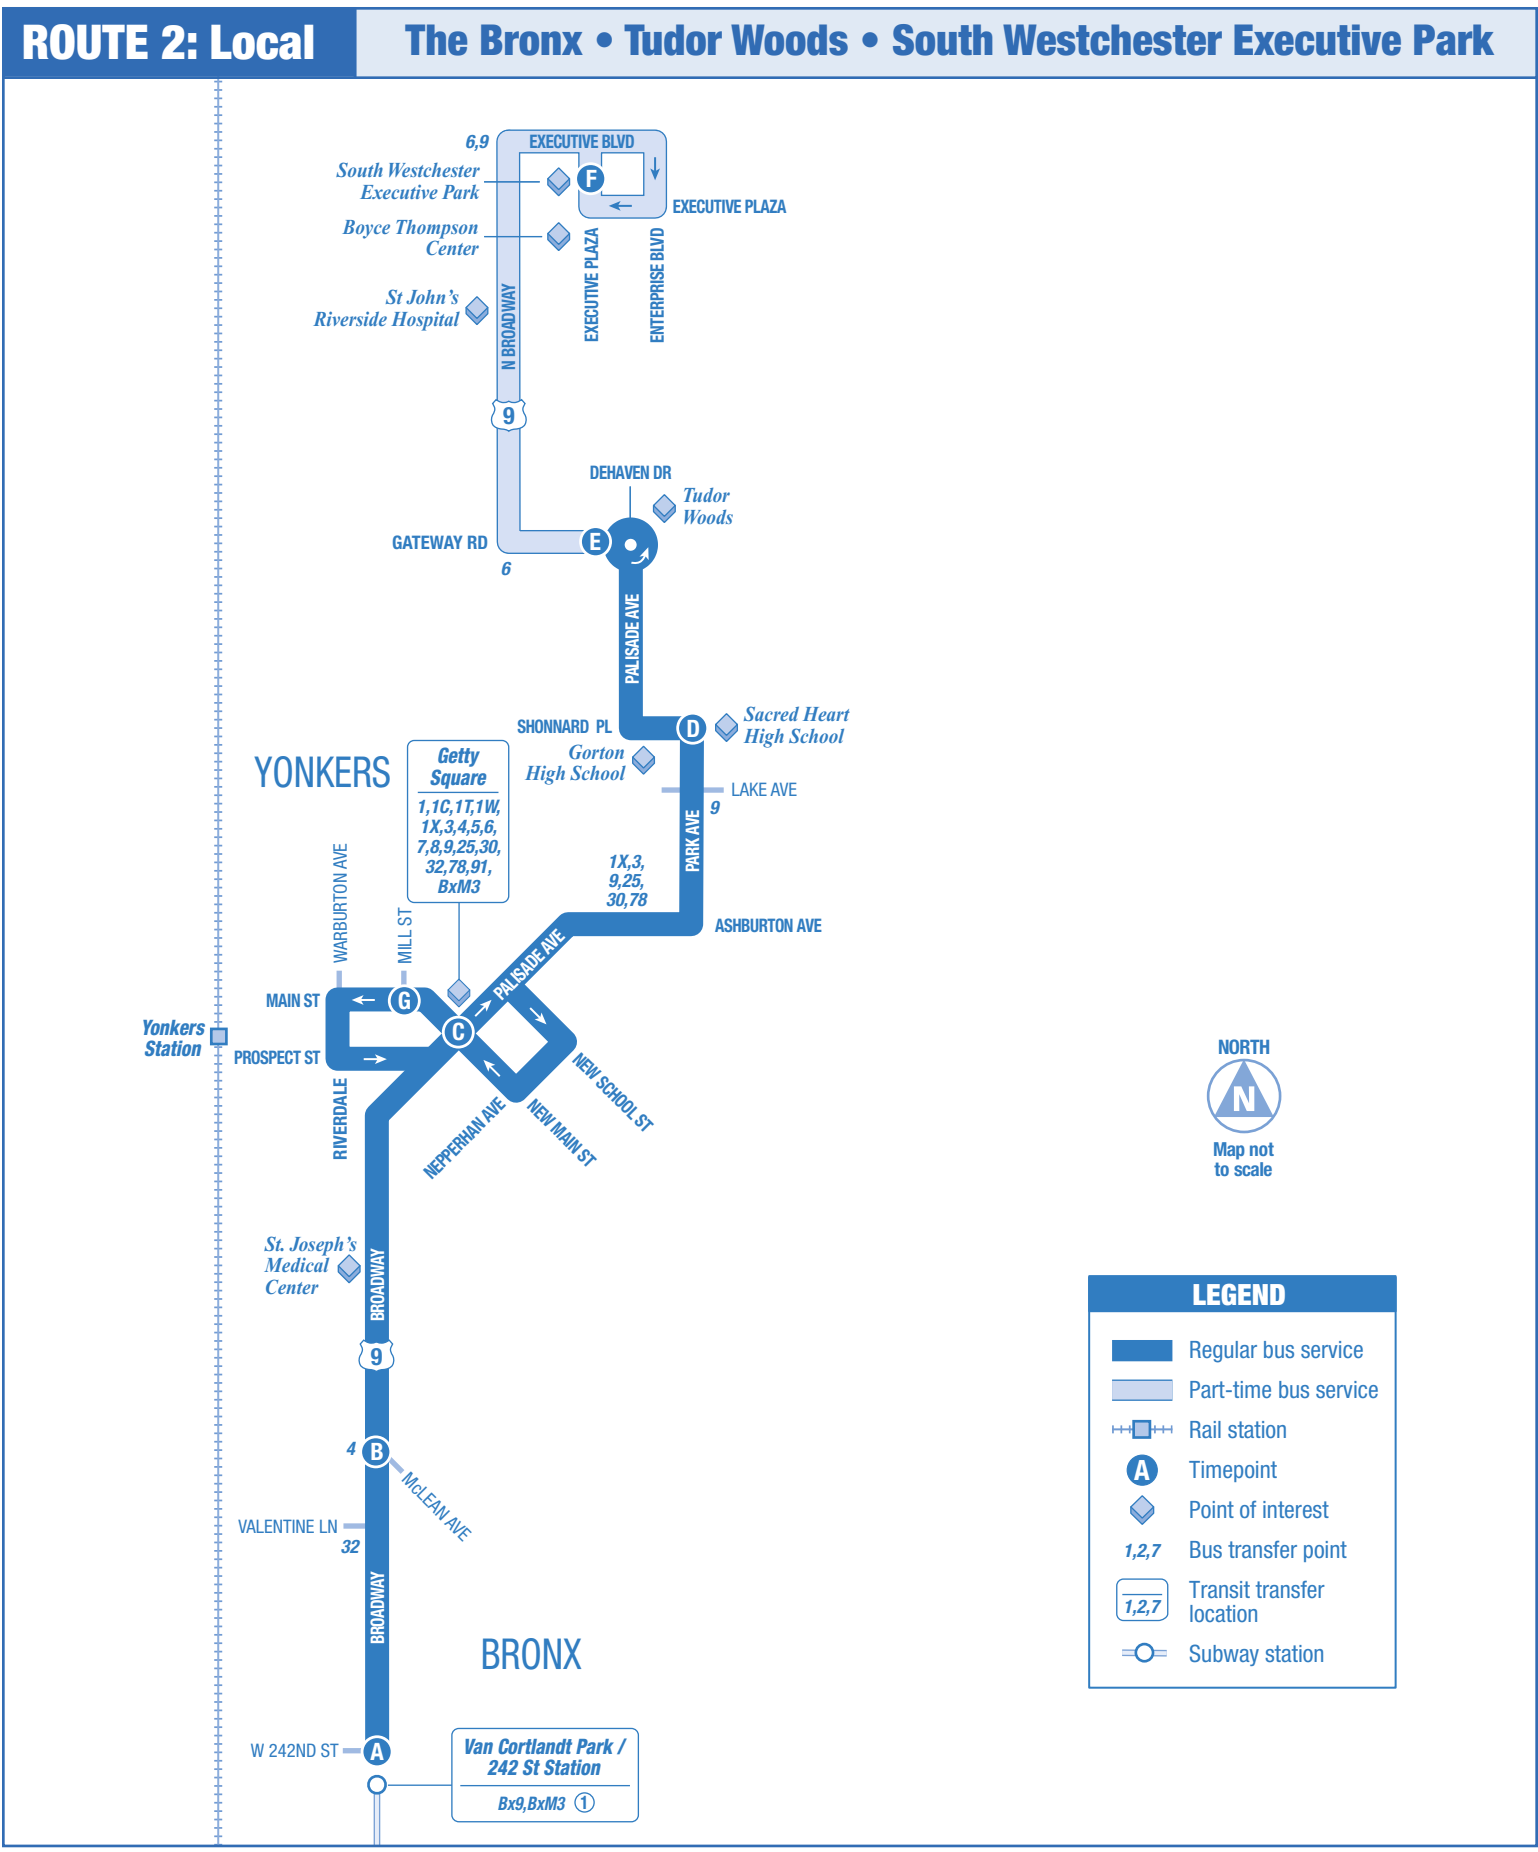 ROUTE 2: Local
The Bronx • Tudor Woods • South Westchester Executive Park
6,9
EXECUTIVE BLVD
South Westchester
Executive Park
F
EXECUTIVE PLAZA
Boyce Thompson
Center
EXECUTIVE PLAZA
ENTERPRISE BLVD
St John's
Riverside Hospital
N BROADWAY
9
DEHAVEN DR
Tudor
Woods
GATEWAY RD
E
6
PALISADE AVE
SHONNARD PL
D
Sacred Heart
High School
Gorton
High School
YONKERS
Getty
Square
1,1C,1T,1W,
1X,3,4,5,6,
7,8,9,25,30,
32,78,91,
BxM3
LAKE AVE
9
PARK AVE
1X,3,
9,25,
30,78
ASHBURTON AVE
WARBURTON AVE
MILL ST
PALISADE AVE
MAIN ST
G
C
Yonkers
Station
PROSPECT ST
RIVERDALE
NEPPERHAN AVE
NEW MAIN ST
NEW SCHOOL ST
NORTH
N
Map not
to scale
St. Joseph's
Medical
Center
BROADWAY
9
4
B
McLEAN AVE
VALENTINE LN
32
BROADWAY
BRONX
W 242ND ST
A
Van Cortlandt Park /
242 St Station
Bx9,BxM3 1
LEGEND
Regular bus service
Part-time bus service
Rail station
A
Timepoint
Point of interest
1,2,7
Bus transfer point
1,2,7
Transit transfer
location
Subway station